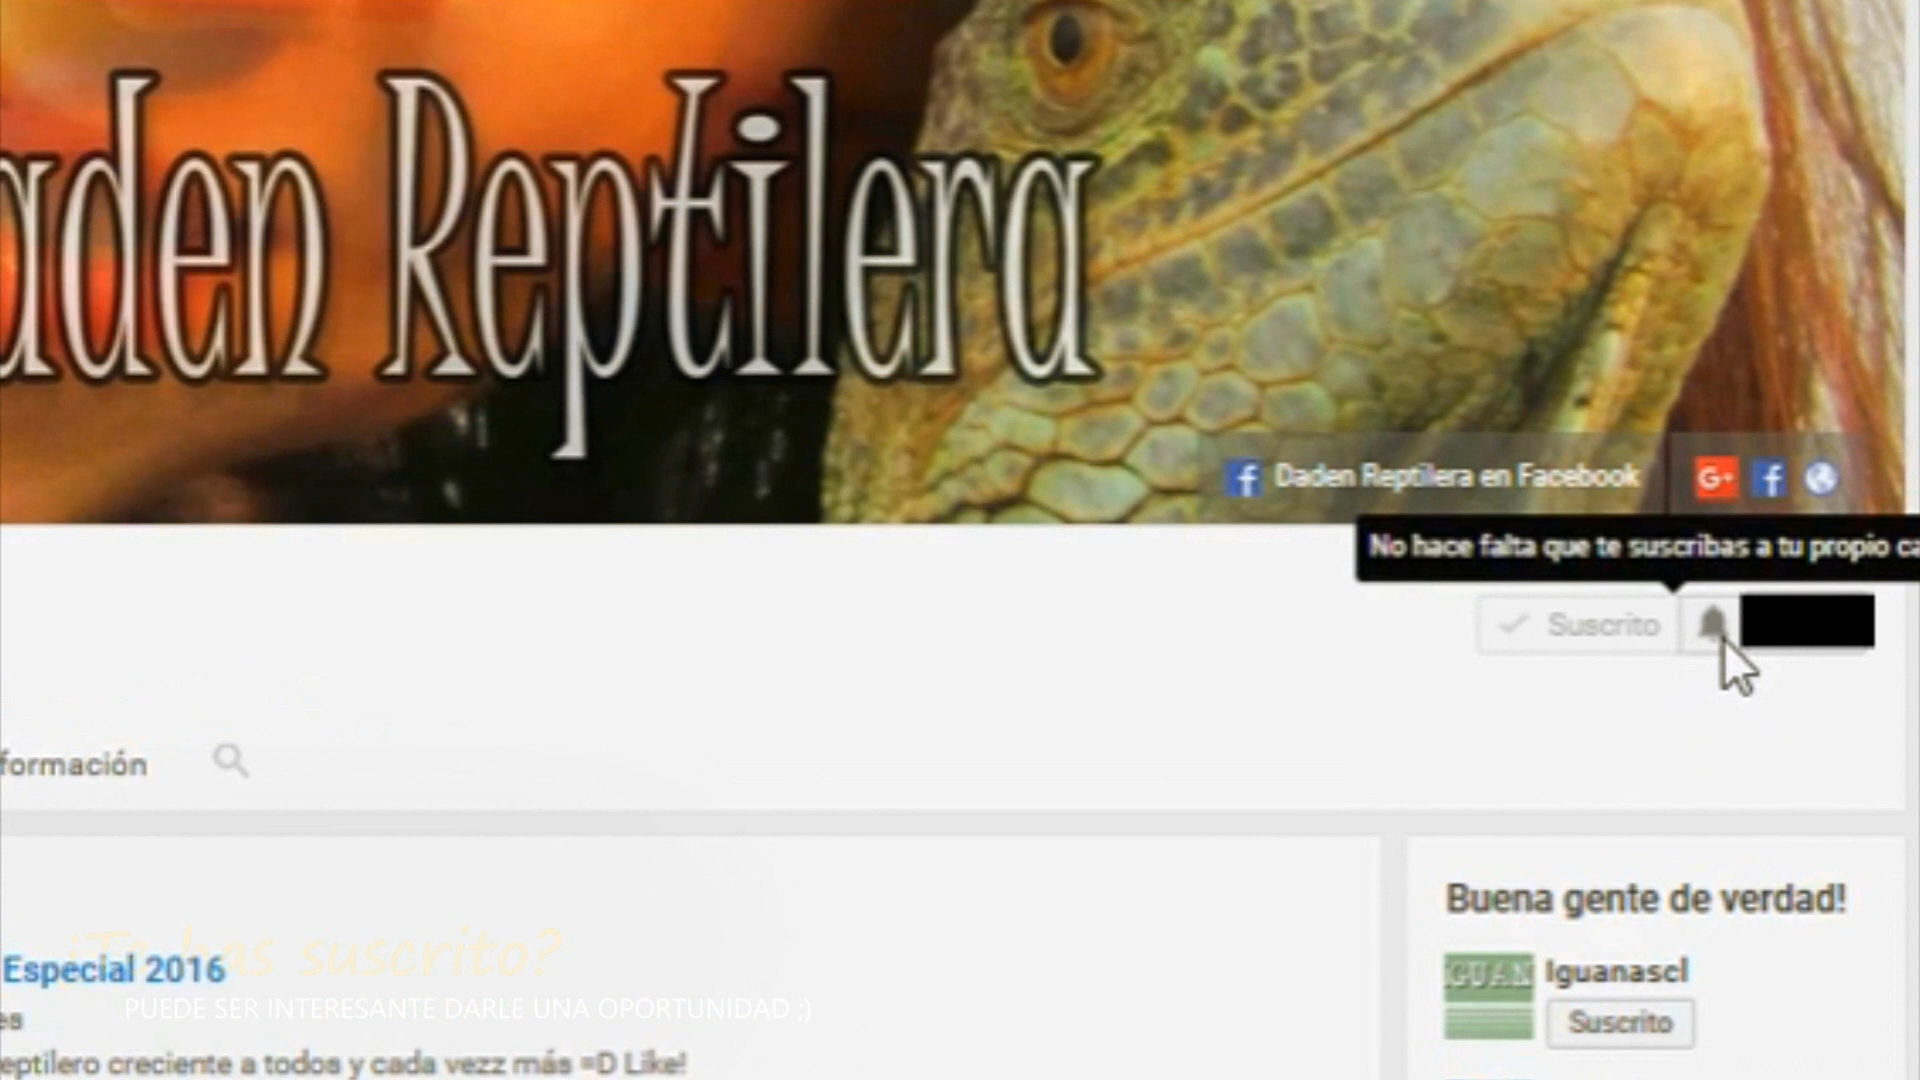 aden Reptilera
Daden Reptilera en Facebook
G+
No hace falta que te suscribas a tu propio ca
Suscrito
formación
Buena gente de verdad!
¿Te has suscrito?
Especial 2016
PUEDE SER INTERESANTE DARLE UNA OPORTUNIDAD ;)
es
eptilero creciente a todos y cada vezz más =D Like!
IGUAN
Iguanascl
Suscrito